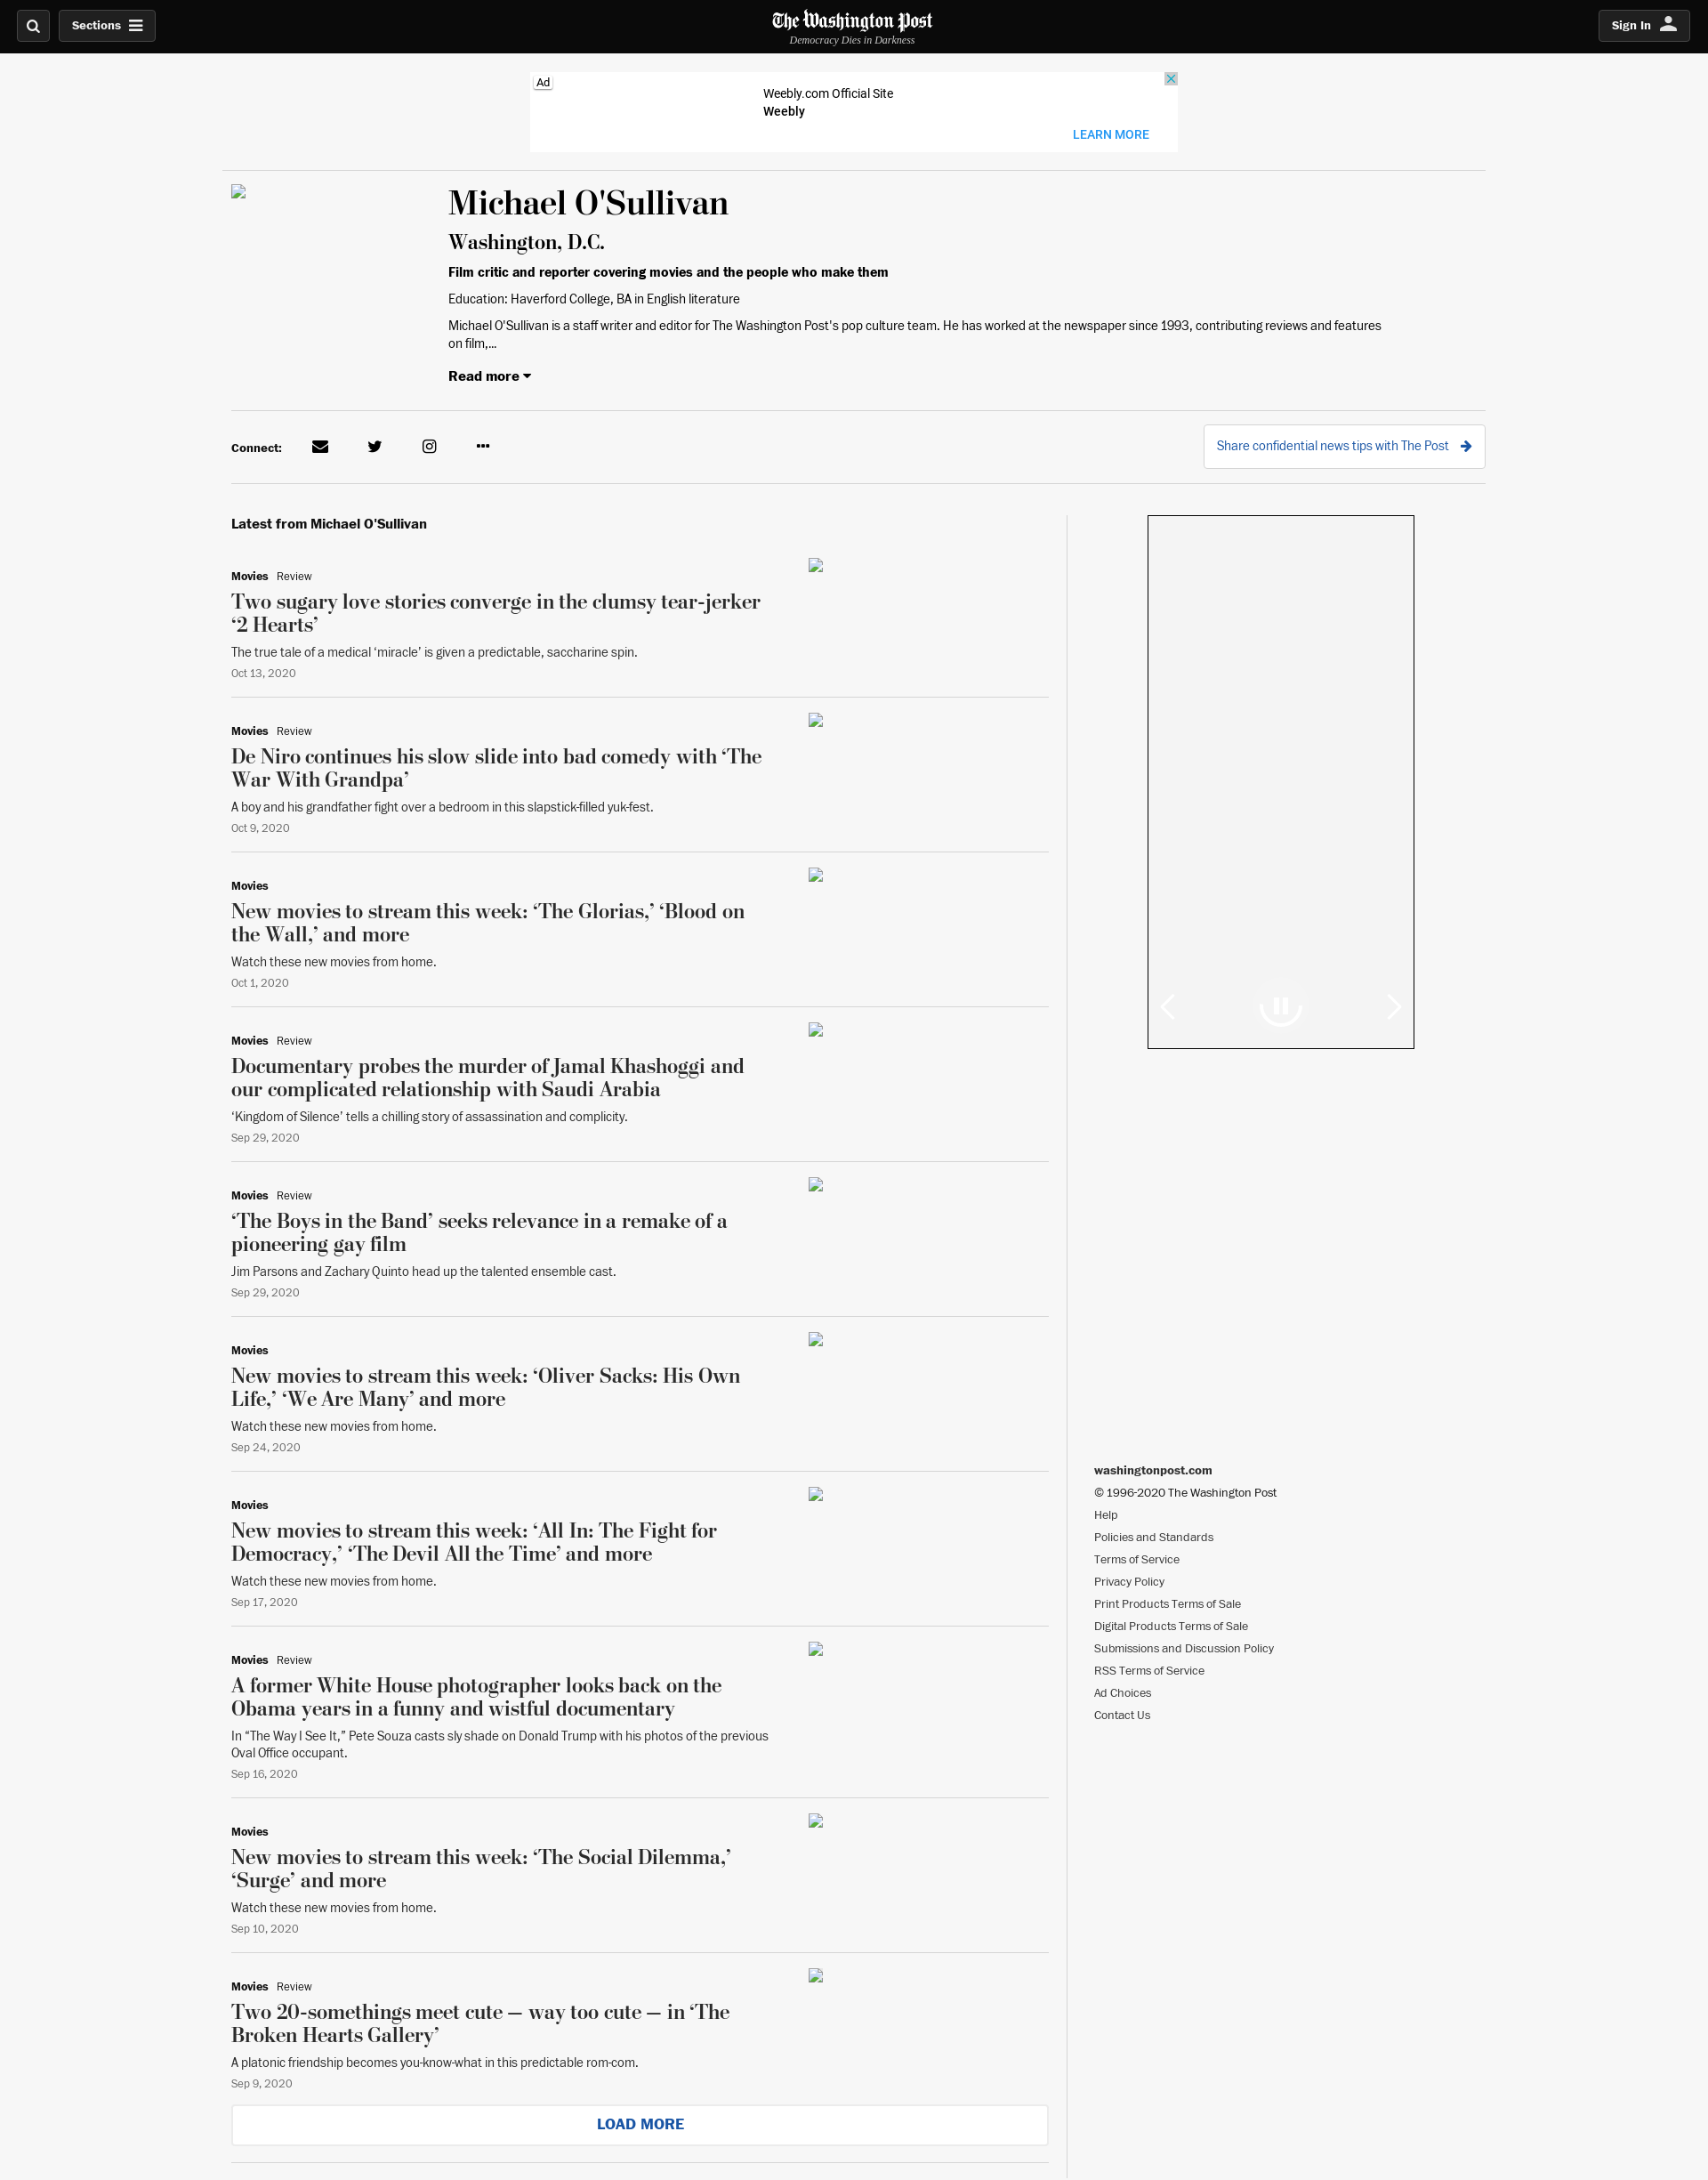 Sections
The Washington Post
Democracy Dies in Darkness
Sign In
Ad
Weebly.com Official Site
Weebly
LEARN MORE
Michael O'Sullivan
Washington, D.C.
Film critic and reporter covering movies and the people who make them
Education: Haverford College, BA in English literature
Michael O'Sullivan is a staff writer and editor for The Washington Post's pop culture team. He has worked at the newspaper since 1993, contributing reviews and features
on film,...
Read more
Connect:
Share confidential news tips with The Post
Latest from Michael O'Sullivan
Movies Review
Two sugary love stories converge in the clumsy tear-jerker
‘2 Hearts’
The true tale of a medical ‘miracle’ is given a predictable, saccharine spin.
Oct 13, 2020
Movies Review
De Niro continues his slow slide into bad comedy with ‘The
War With Grandpa’
A boy and his grandfather fight over a bedroom in this slapstick-filled yuk-fest.
Oct 9, 2020
Movies
New movies to stream this week: ‘The Glorias,’ ‘Blood on
the Wall,’ and more
Watch these new movies from home.
Oct 1, 2020
Movies Review
Documentary probes the murder of Jamal Khashoggi and
our complicated relationship with Saudi Arabia
‘Kingdom of Silence’ tells a chilling story of assassination and complicity.
Sep 29, 2020
Movies Review
‘The Boys in the Band’ seeks relevance in a remake of a
pioneering gay film
Jim Parsons and Zachary Quinto head up the talented ensemble cast.
Sep 29, 2020
Movies
New movies to stream this week: ‘Oliver Sacks: His Own
Life,’ ‘We Are Many’ and more
Watch these new movies from home.
Sep 24, 2020
Movies
New movies to stream this week: ‘All In: The Fight for
Democracy,’ ‘The Devil All the Time’ and more
Watch these new movies from home.
Sep 17, 2020
Movies Review
A former White House photographer looks back on the
Obama years in a funny and wistful documentary
In “The Way I See It,” Pete Souza casts sly shade on Donald Trump with his photos of the previous
Oval Office occupant.
Sep 16, 2020
Movies
New movies to stream this week: ‘The Social Dilemma,’
‘Surge’ and more
Watch these new movies from home.
Sep 10, 2020
Movies Review
Two 20-somethings meet cute — way too cute — in ‘The
Broken Hearts Gallery’
A platonic friendship becomes you-know-what in this predictable rom-com.
Sep 9, 2020
LOAD MORE
washingtonpost.com
© 1996-2020 The Washington Post
Help
Policies and Standards
Terms of Service
Privacy Policy
Print Products Terms of Sale
Digital Products Terms of Sale
Submissions and Discussion Policy
RSS Terms of Service
Ad Choices
Contact Us